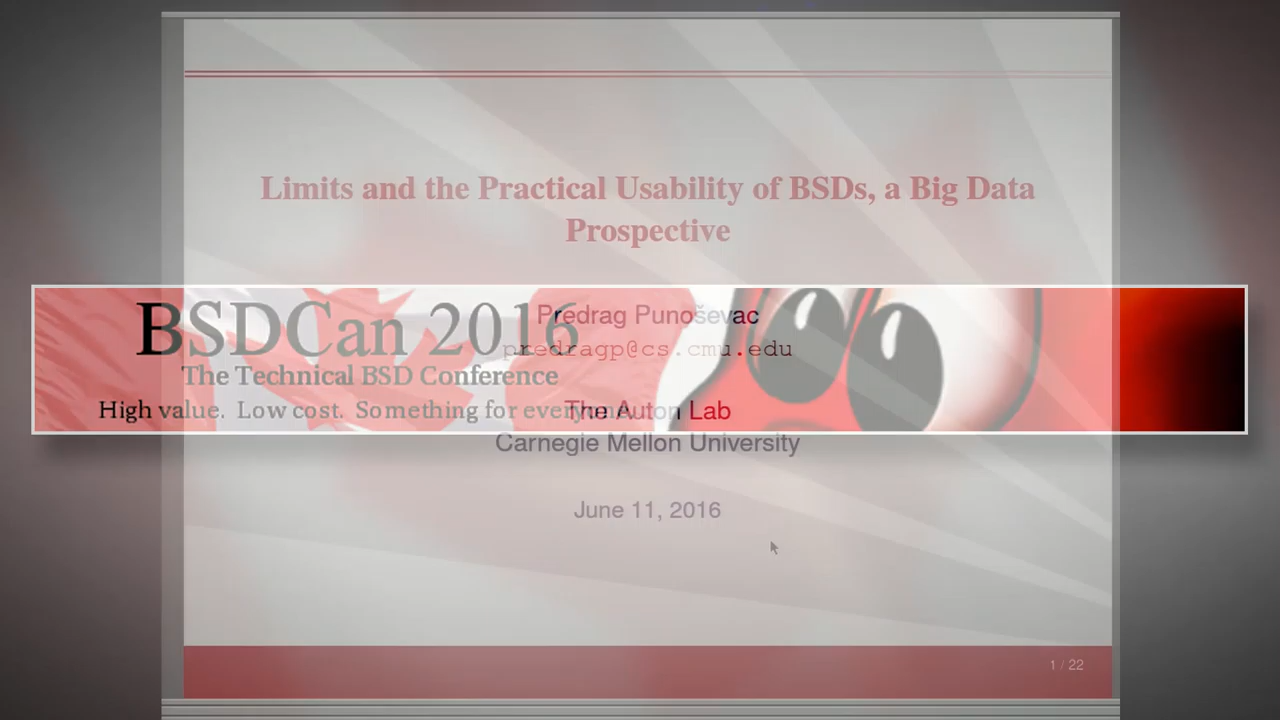 Limits and the Practical Usability of BSDs, a Big Data
Prospective
BSDCan 2016
The Technical BSD Conference
High value. Low cost. Something for
Predrag Punoševac
predragp@cs.cmu.edu
The Auton Lab
Carnegie Mellon University
June 11, 2016
1 / 22